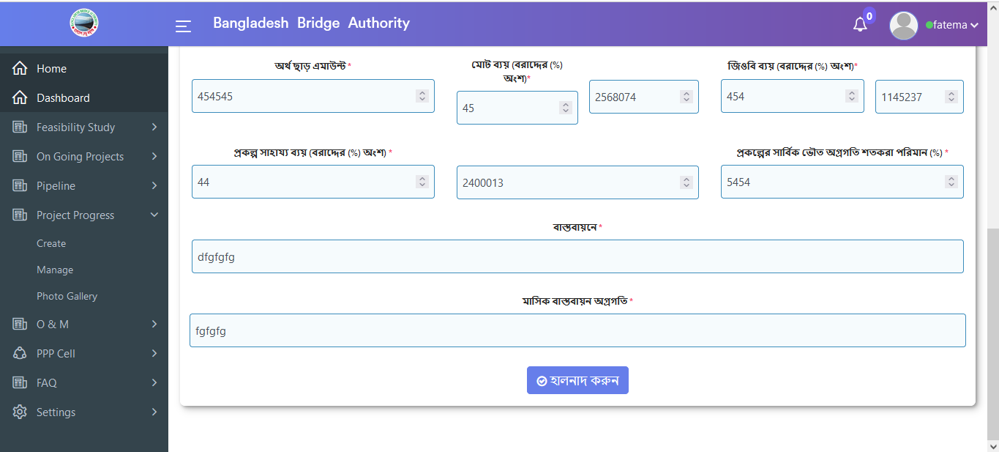 Bangladesh Bridge Authority
0
fatema
Home
Dashboard
Feasibility Study
On Going Projects
Pipeline
Project Progress
Create
Manage
Photo Gallery
O & M
PPP Cell
FAQ
Settings
অর্থ ছাড় এমাউন্ট *
454545
মোট ব্যয় (বরাদ্দের (%)
অংশ)*
45
2568074
জিওবি ব্যয় (বরাদ্দের (%) অংশ)*
454
1145237
প্রকল্প সাহায্য ব্যয় (বরাদ্দের (%) অংশ) *
44
2400013
প্রকল্পের সার্বিক ভৌত অগ্রগতি শতকরা পরিমান (%) *
5454
বাস্তবায়নে *
dfgfgfg
মাসিক বাস্তবায়ন অগ্রগতি *
fgfgfg
হালনাদ করুন